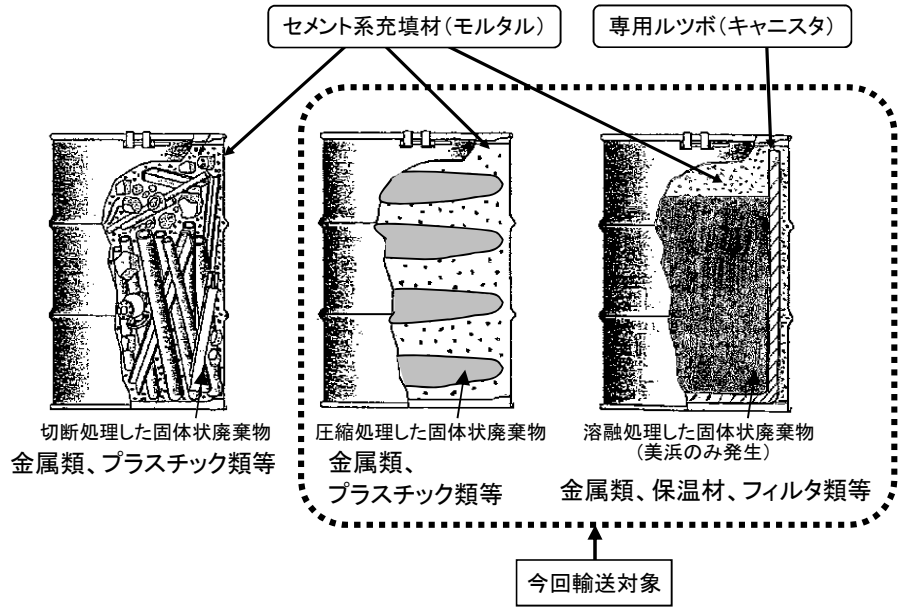 セメント系充填材(モルタル)
専用ルツボ(キャニスタ)
切断処理した固体状廃棄物
金属類、プラスチック類等
圧縮処理した固体状廃棄物
金属類、
プラスチック類等
溶融処理した固体状廃棄物
(美浜のみ発生)
金属類、保温材、フィルタ類等
今回輸送対象